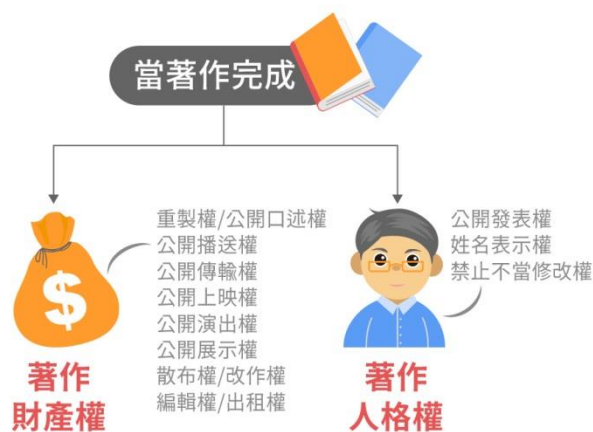 當著作完成
$
重製權/公開口述權
公開播送權
公開傳輸權
公開上映權
公開演出權
公開展示權
散布權/改作權
編輯權/出租權
著作
財產權
公開發表權
姓名表示權
禁止不當修改權
著作
人格權